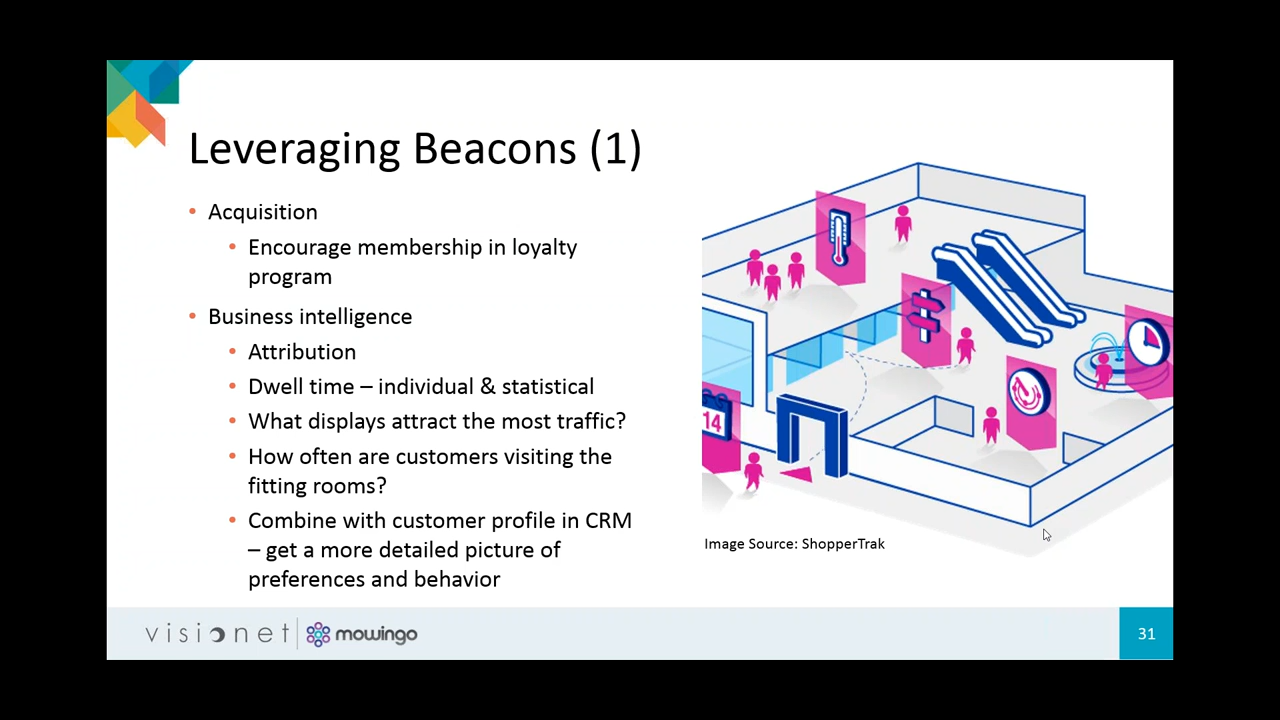 Leveraging Beacons (1)
• Acquisition
• Encourage membership in loyalty
program
• Business intelligence
• Attribution
• Dwell time – individual & statistical
• What displays attract the most traffic?
• How often are customers visiting the
fitting rooms?
• Combine with customer profile in CRM
– get a more detailed picture of
preferences and behavior
14
Image Source: ShopperTrak
visionet
mowingo
31